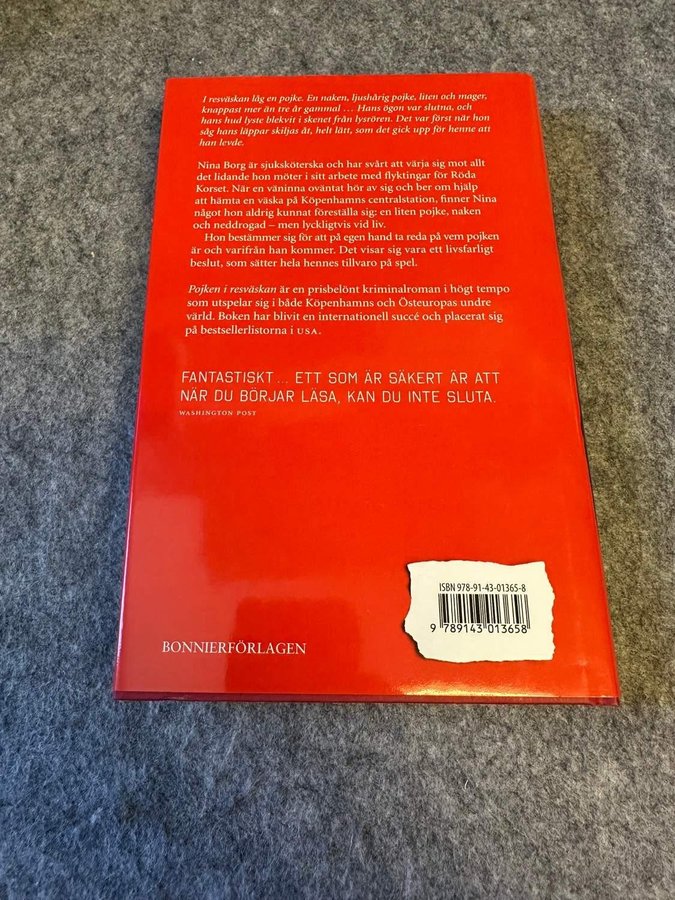 I resväskan låg en pojke. En naken, ljushårig pojke, liten och mager,
knappast mer än tre år gammal ... Hans ögon var slutna, och
hans hud lyste blekvit i skenet från lysrören. Det var först när hon
såg hans läppar skiljas åt, helt lätt, som det gick upp för henne att
han levde.
Nina Borg är sjuksköterska och har svårt att värja sig mot allt
det lidande hon möter i sitt arbete med flyktingar för Röda
Korset. När en väninna oväntat hör av sig och ber om hjälp
att hämta en väska på Köpenhamns centralstation, finner Nina
något hon aldrig kunnat föreställa sig: en liten pojke, naken
och neddrogad – men lyckligtvis vid liv.
Hon bestämmer sig för att på egen hand ta reda på vem pojken
är och varifrån han kommer. Det visar sig vara ett livsfarligt
beslut, som sätter hela hennes tillvaro på spel.
Pojken i resväskan är en prisbelönt kriminalroman i högt tempo
som utspelar sig i både Köpenhamns och Östeuropas undre
värld. Boken har blivit en internationell succé och placerat sig
på bestsellerlistorna i USA.
FANTASTISKT ... ETT SOM ÄR SÄKERT ÄR ATT
NÄR DU BÖRJAR LÄSA, KAN DU INTE SLUTA.
WASHINGTON POST
ISBN 978-91-43-01365-8
9 789143 013658
BONNIERFÖRLAGEN